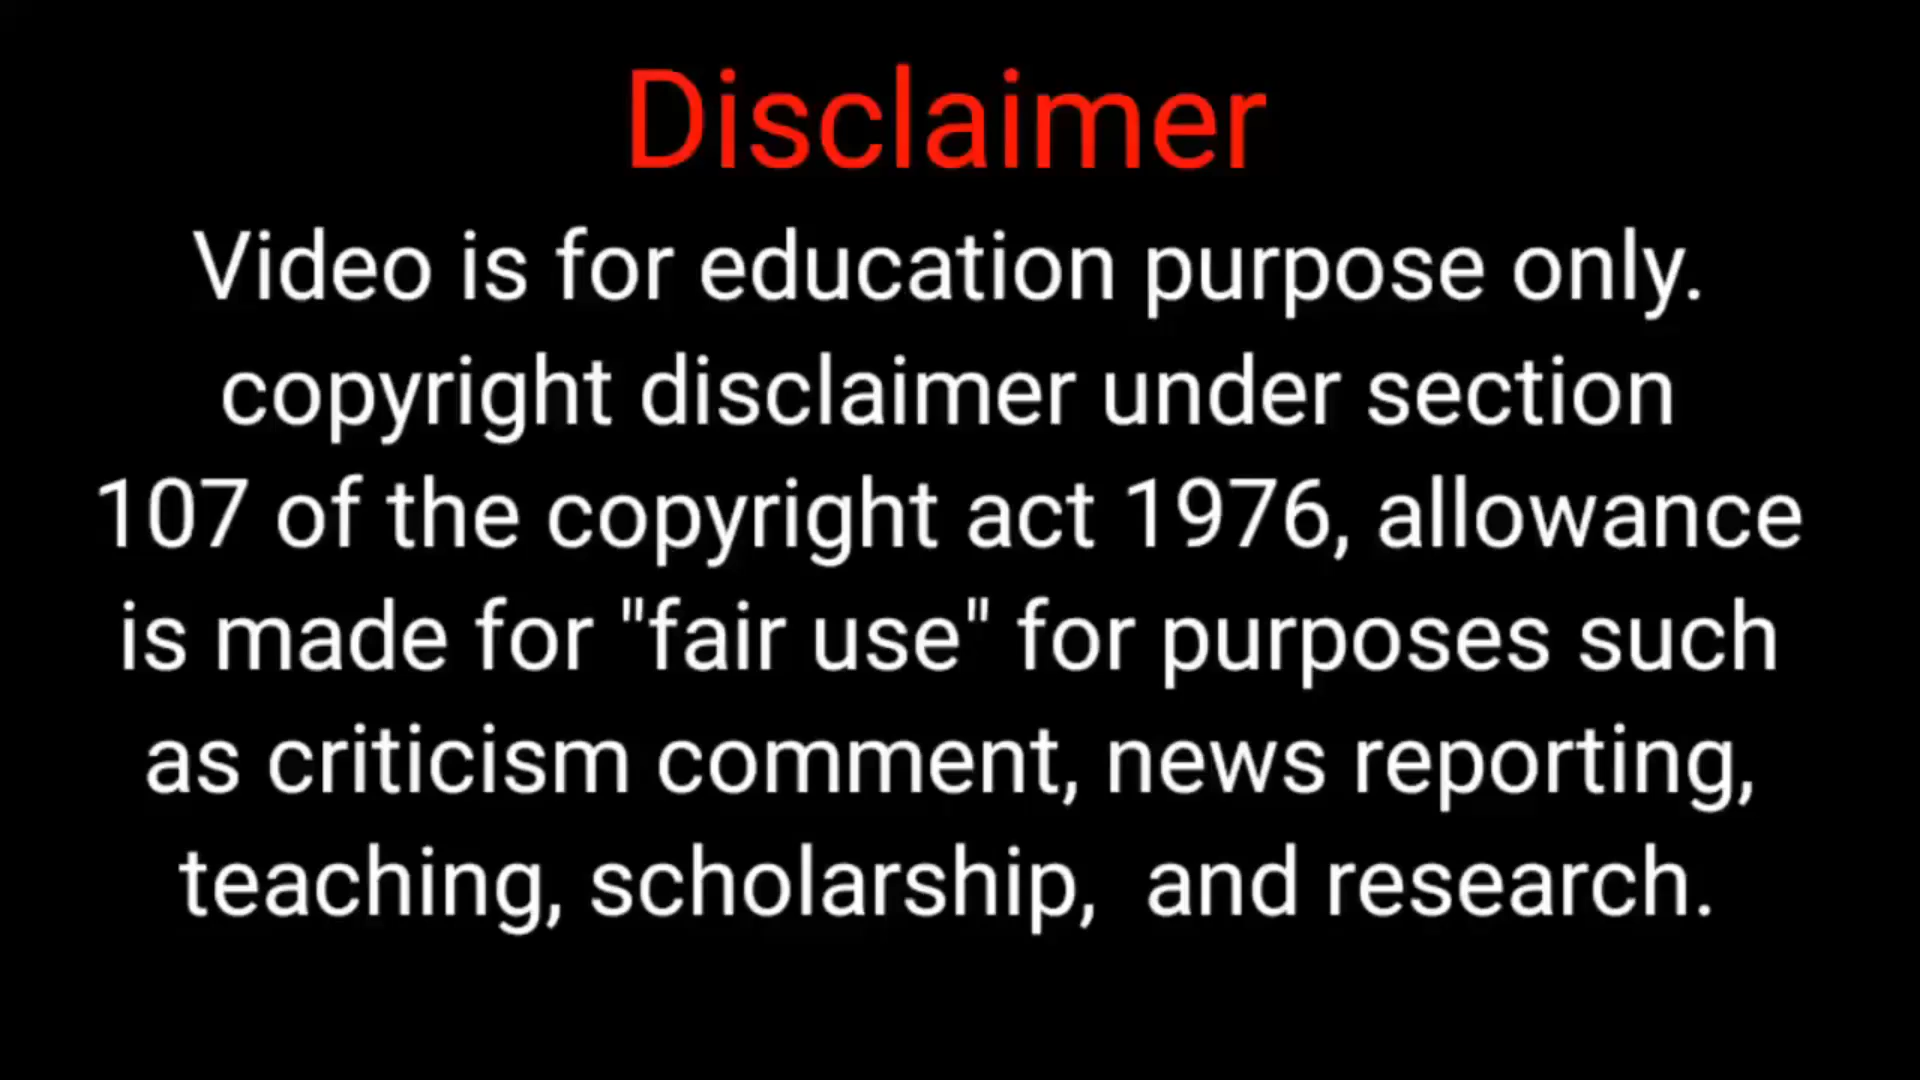 Disclaimer
Video is for education purpose only.
copyright disclaimer under section
107 of the copyright act 1976, allowance
is made for "fair use" for purposes such
as criticism comment, news reporting,
teaching, scholarship,  and research.